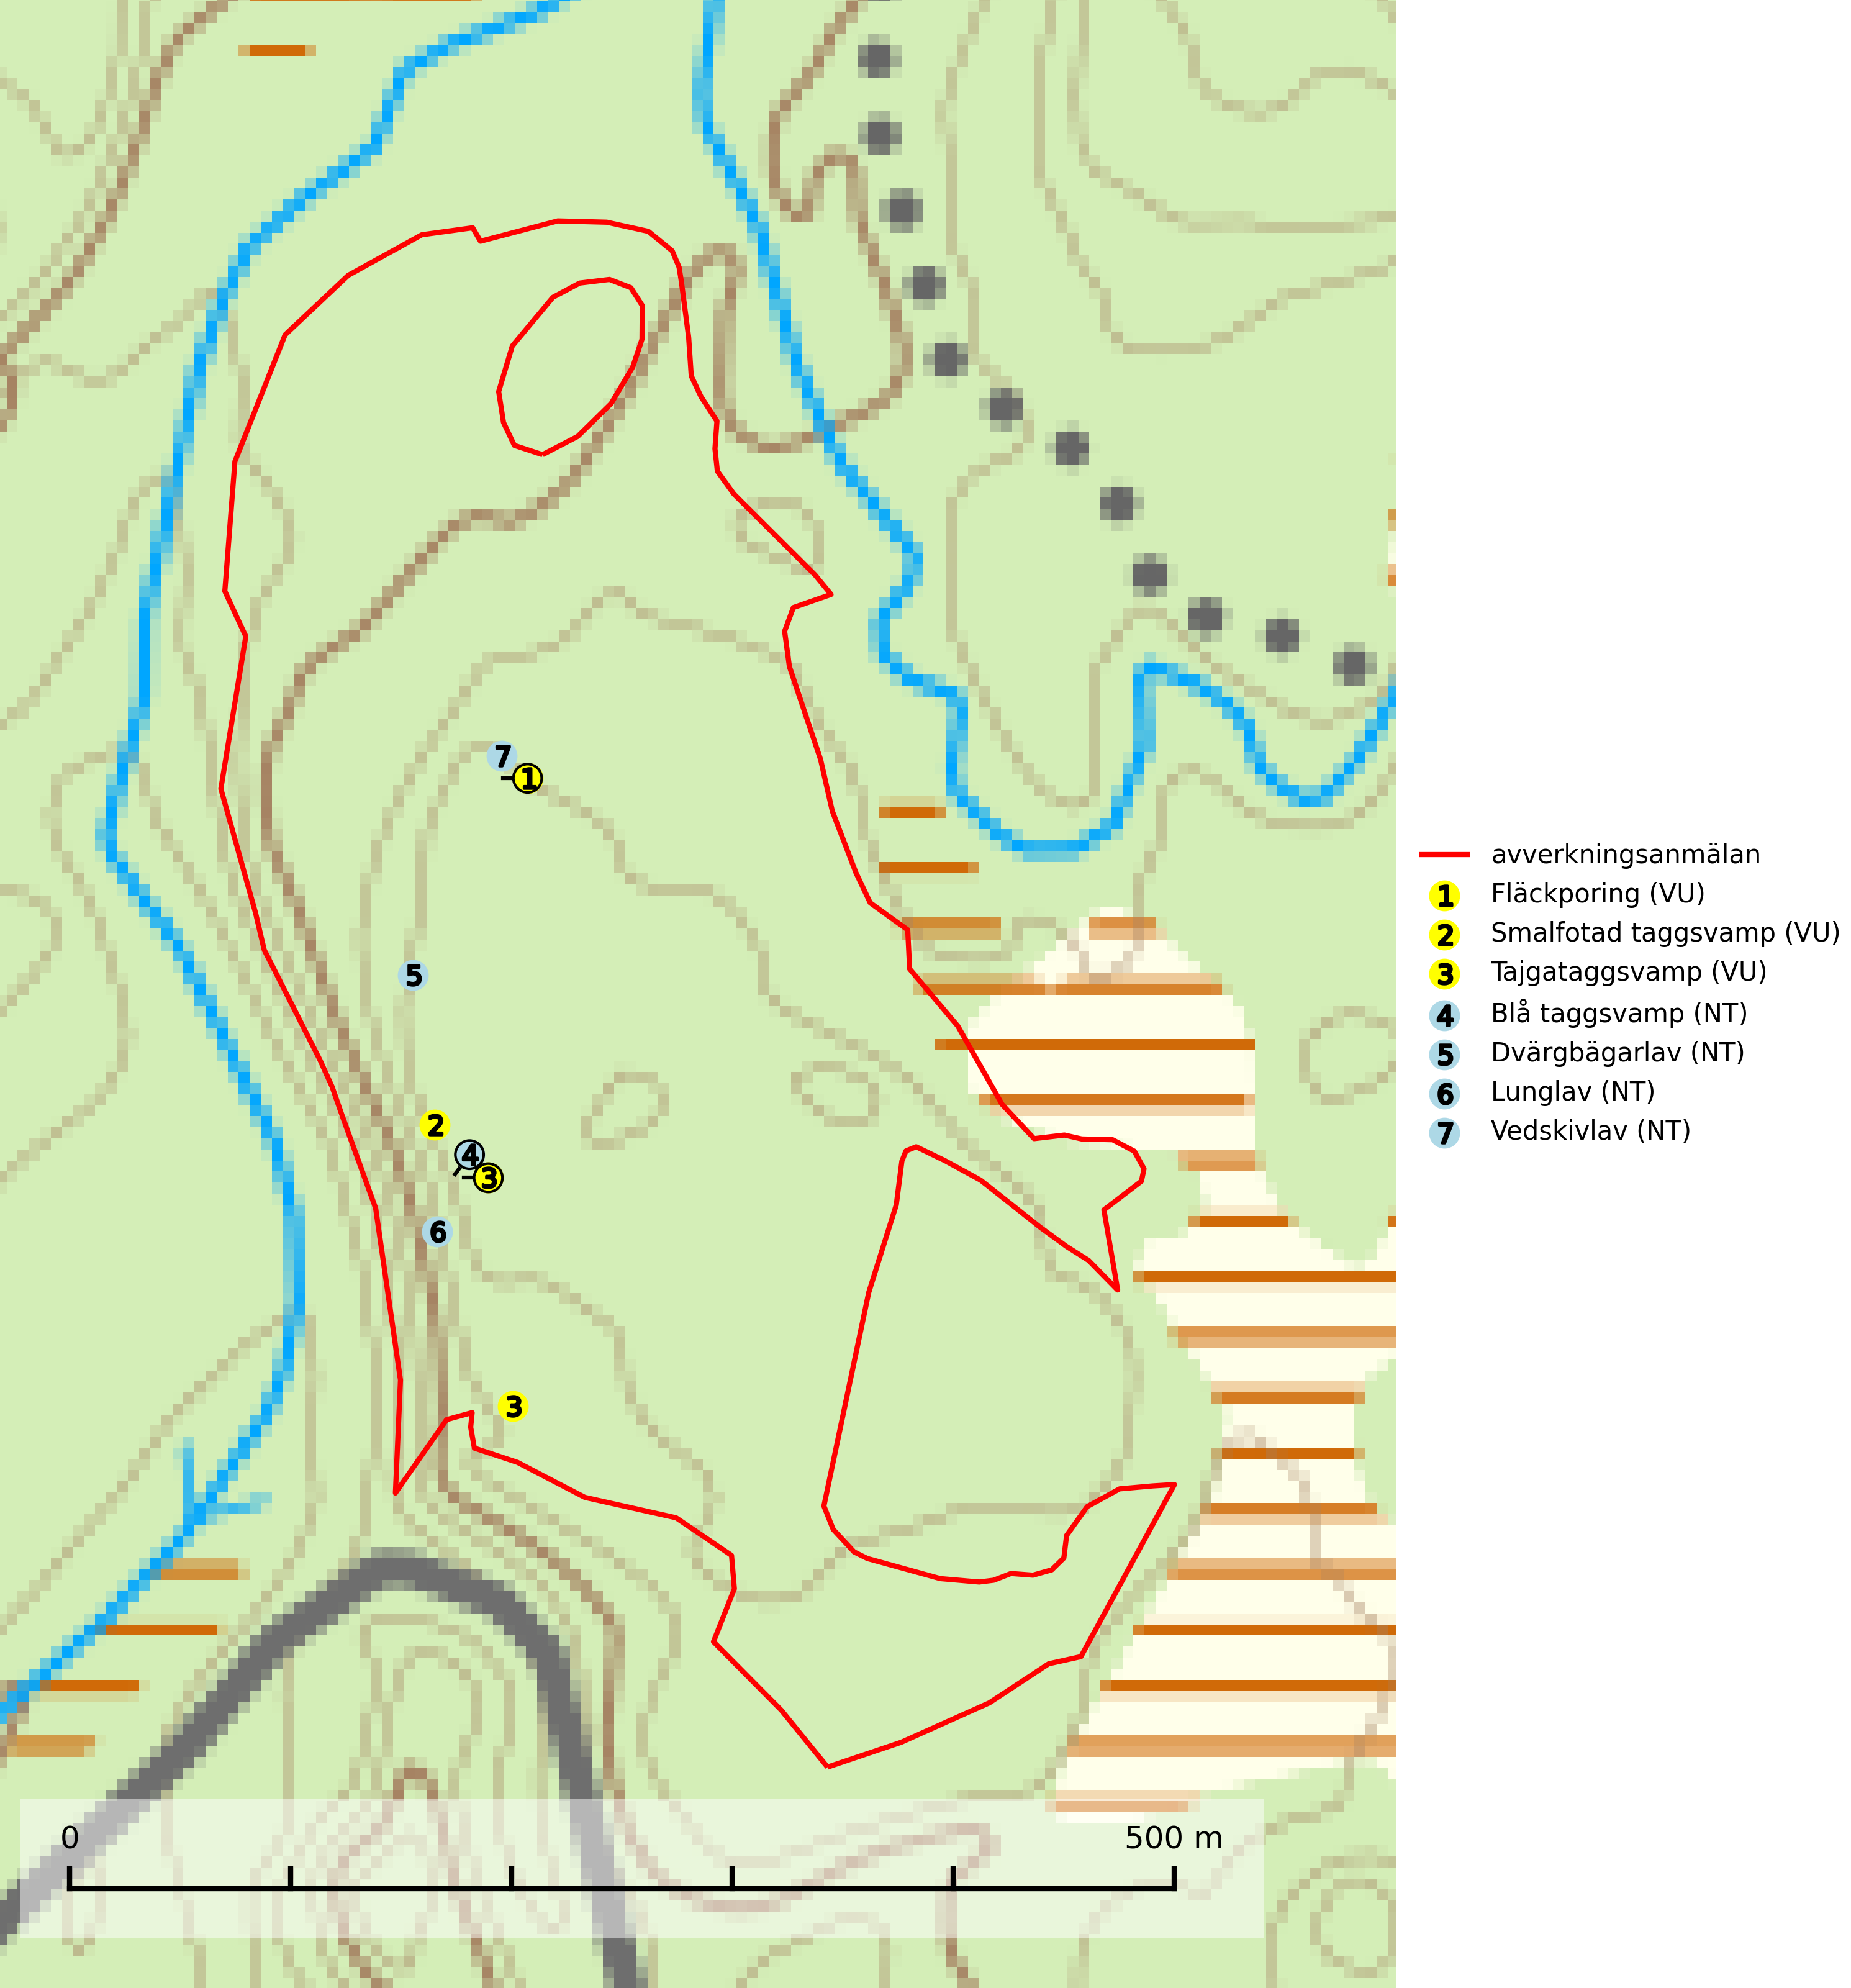 7
1
5
2
4
3
6
3
0
500 m
avverkningsanmälan
1 Fläckporing (VU)
2 Smalfotad taggsvamp (VU)
3 Tajgataggsvamp (VU)
4 Blå taggsvamp (NT)
5 Dvärgbägarlav (NT)
6 Lunglav (NT)
7 Vedskivlav (NT)